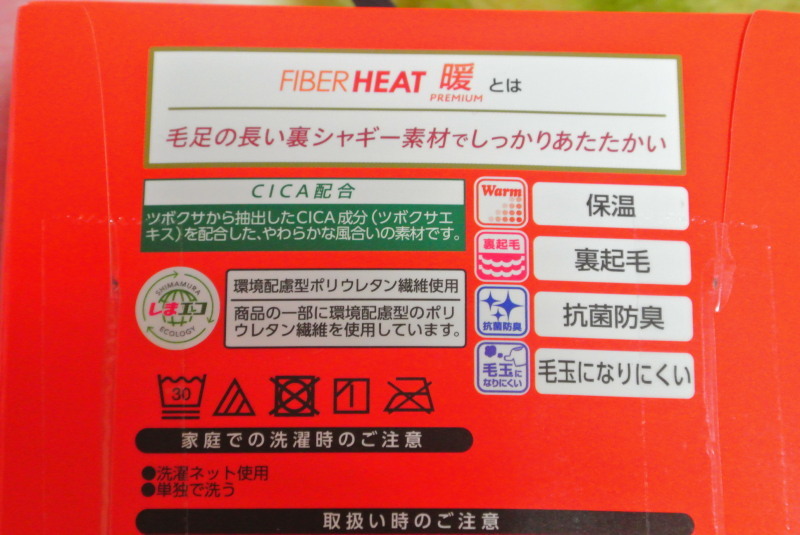 FIBER HEAT 暖 PREMIUM とは
毛足の長い裏シャギー素材でしっかりあたたかい
CICA配合
ツボクサから抽出したCICA成分(ツボクサエ
キス)を配合した、やわらかな風合いの素材です。
SHIMAMURA
しまエコ
ECOLOGY
環境配慮型ポリウレタン繊維使用
商品の一部に環境配慮型のポリ
ウレタン繊維を使用しています。
Warm
保温
裏起毛
裏起毛
抗菌防臭
抗菌防臭
毛玉に
なりにくい
毛玉になりにくい
30
家庭での洗濯時のご注意
●洗濯ネット使用
●単独で洗う
取扱い時のご注意